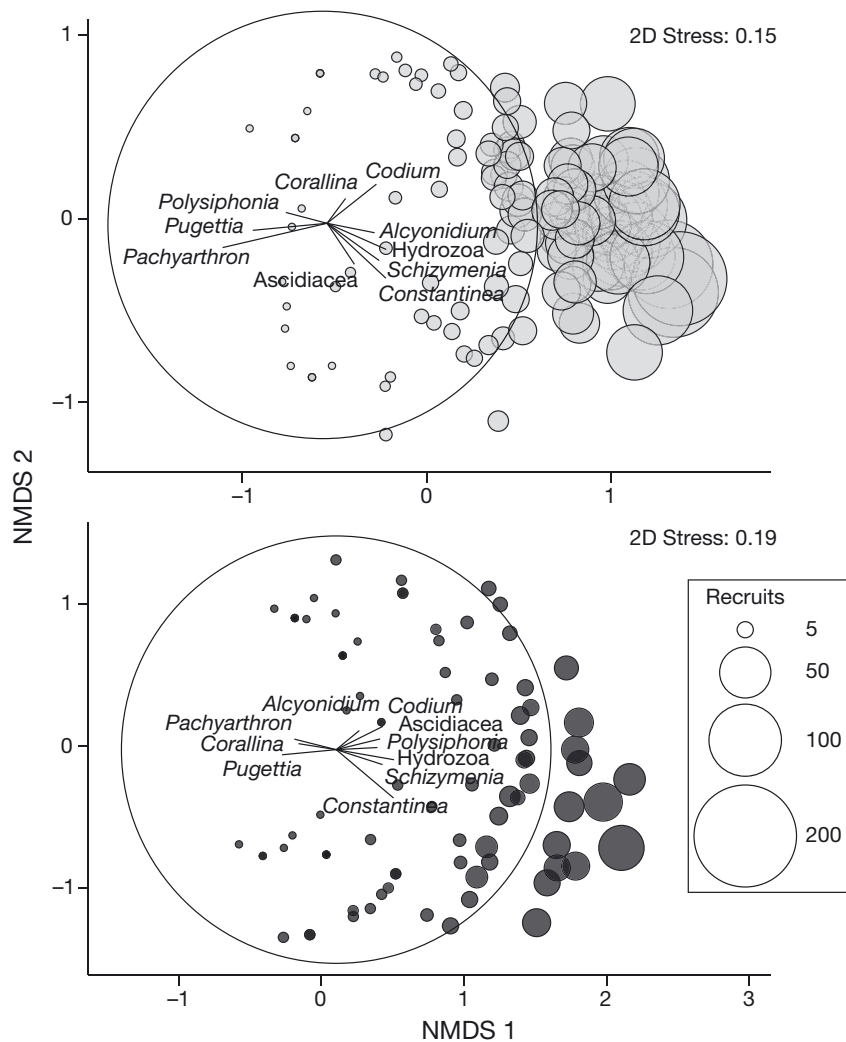 1
2D Stress: 0.15
Codium
Corallina
Polysiphonia
Pugettia
Alcyonidium
0
Hydrozoa
Pachyarthron
Schizymenia
Ascidiacea
Constantinea
−1
−1 0 1
NMDS 2
2D Stress: 0.19
1
Alcyonidium Codium
Pachyarthron Ascidiacea
Corallina Polysiphonia
0
Hydrozoa
Pugettia
Schizymenia
Constantinea
−1
−1 0 1 2 3
NMDS 1
Recruits
5
50
100
200